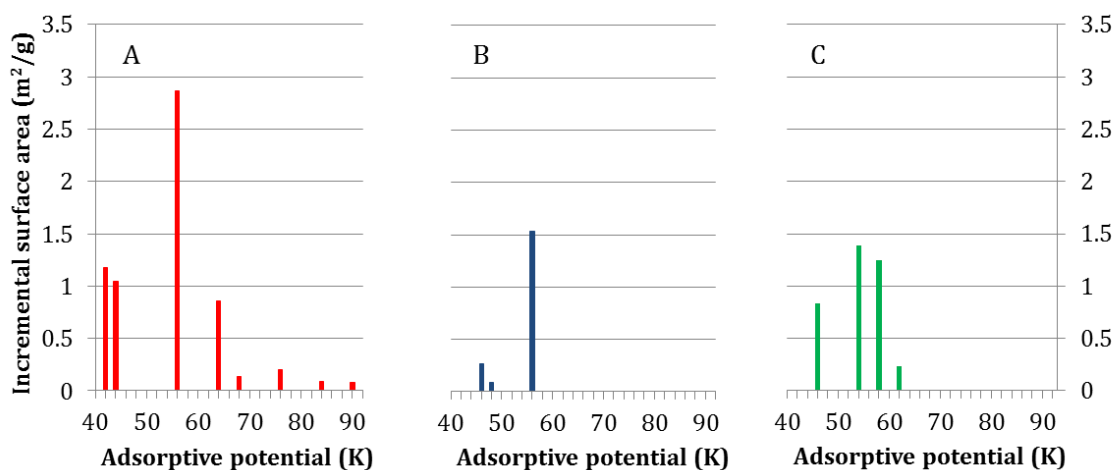 Incremental surface area (m²/g)
3.5
3
2.5
2
1.5
1
0.5
0
A
40 50 60 70 80 90
Adsorptive potential (K)
B
40 50 60 70 80 90
Adsorptive potential (K)
C
40 50 60 70 80 90
Adsorptive potential (K)
3.5
3
2.5
2
1.5
1
0.5
0